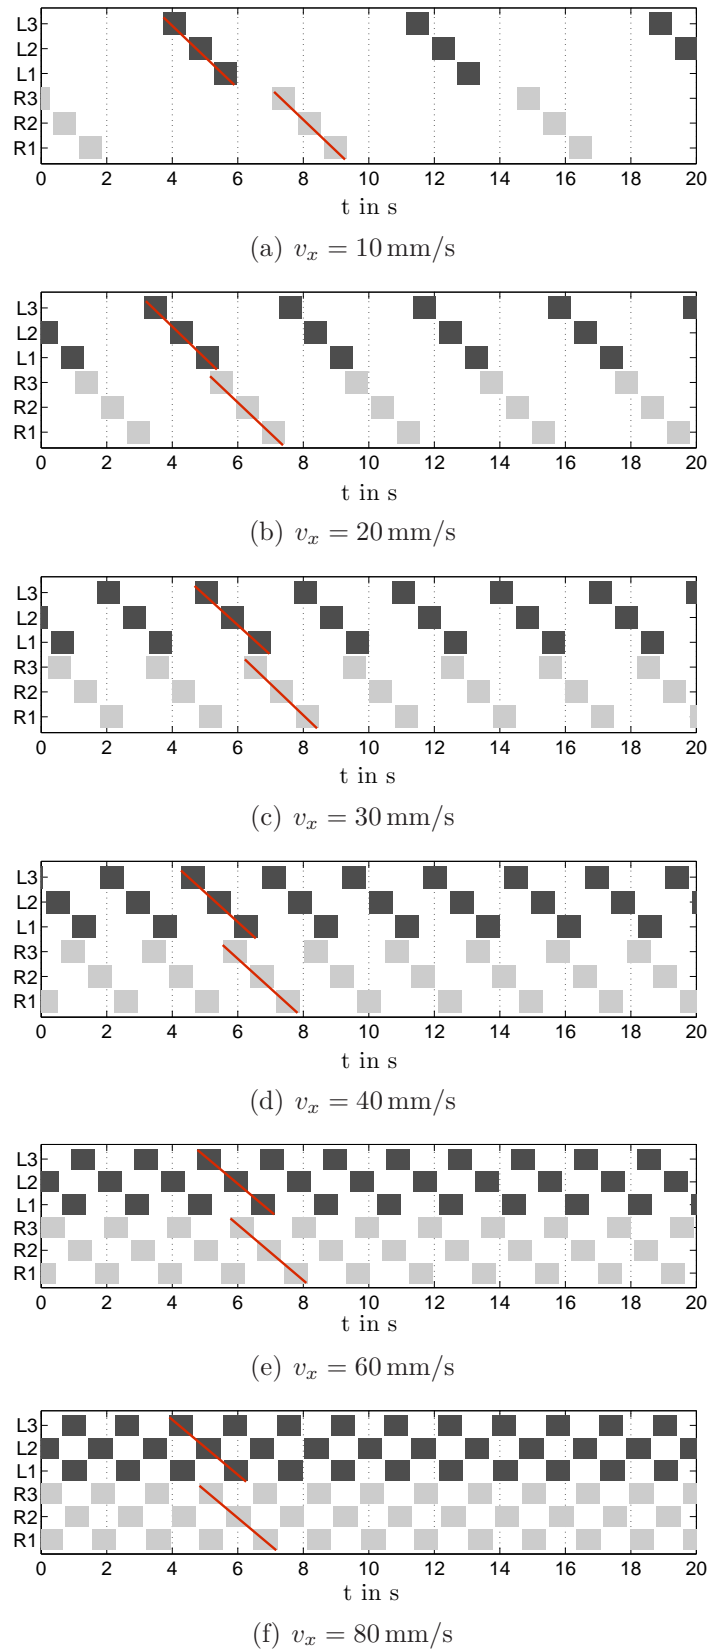 L3
L2
L1
R3
R2
R1
0 2 4 6 8 10 12 14 16 18 20
t in s
(a) vₓ = 10 mm/s
L3
L2
L1
R3
R2
R1
0 2 4 6 8 10 12 14 16 18 20
t in s
(b) vₓ = 20 mm/s
L3
L2
L1
R3
R2
R1
0 2 4 6 8 10 12 14 16 18 20
t in s
(c) vₓ = 30 mm/s
L3
L2
L1
R3
R2
R1
0 2 4 6 8 10 12 14 16 18 20
t in s
(d) vₓ = 40 mm/s
L3
L2
L1
R3
R2
R1
0 2 4 6 8 10 12 14 16 18 20
t in s
(e) vₓ = 60 mm/s
L3
L2
L1
R3
R2
R1
0 2 4 6 8 10 12 14 16 18 20
t in s
(f) vₓ = 80 mm/s